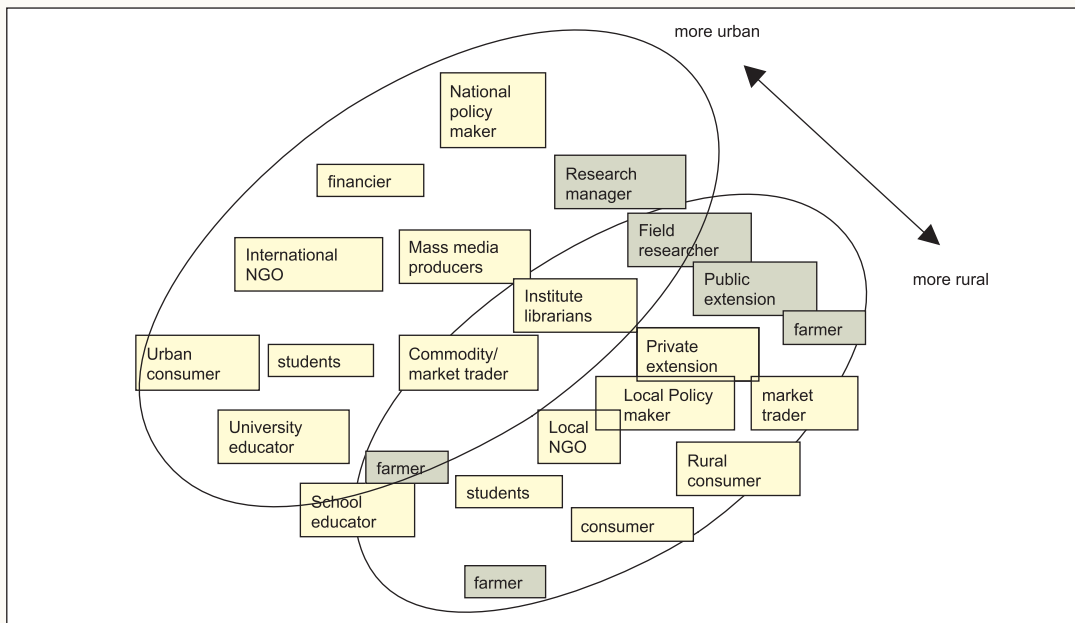 more urban
National
policy
maker
Research
manager
financier
Field
researcher
Mass media
producers
International
NGO
Public
extension
more rural
Institute
librarians
farmer
Urban
consumer
students
Commodity/
market trader
Private
extension
Local Policy
maker
market
trader
University
educator
Local
NGO
farmer
Rural
consumer
students
School
educator
consumer
farmer